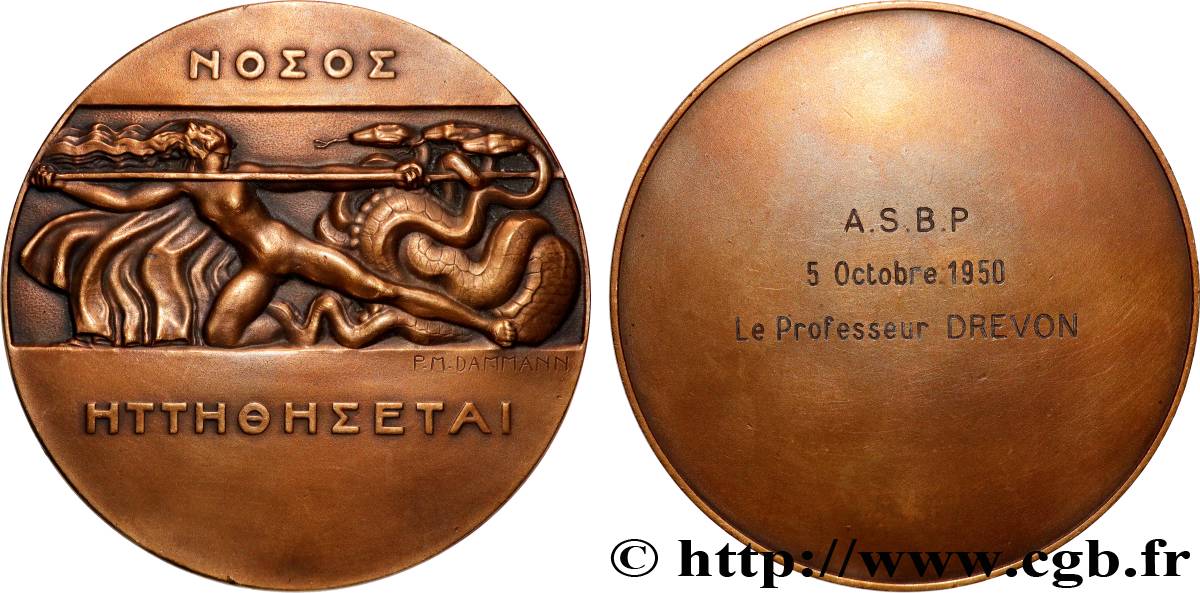 ΝΟΣΟΣ
P.M.DAMMANN
ΗΤΤΗΘΗΣΕΤΑΙ
A.S.B.P
5 Octobre.1950
Le Professeur DREVON
© http://www.cgb.fr